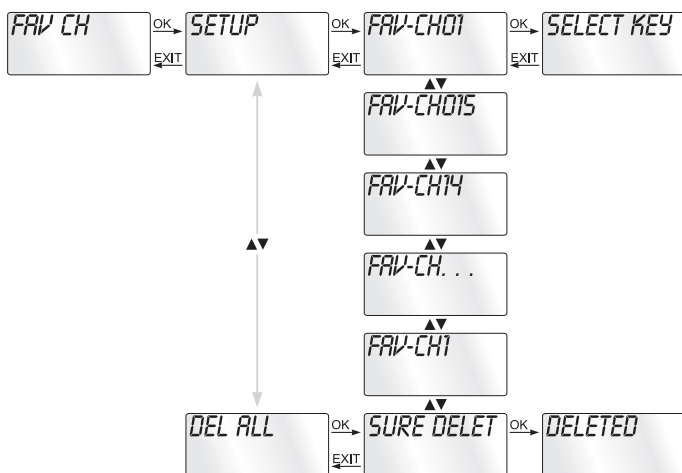 FAV CH
OK
EXIT
SETUP
OK
EXIT
FAV-CH01
OK
EXIT
SELECT KEY
▲▼
FAV-CH015
▲▼
FAV-CH14
▲▼
▲▼
FAV-CH...
▲▼
FAV-CH1
▲▼
DEL ALL
OK
EXIT
SURE DELET
OK
DELETED